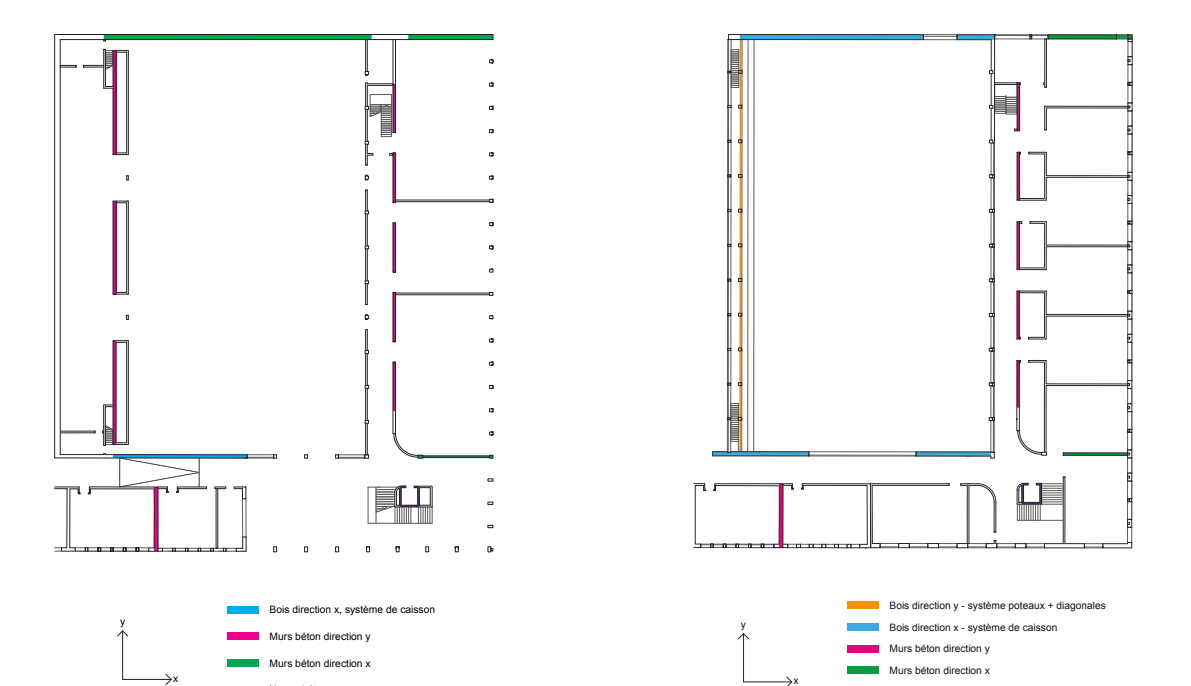 Bois direction x, système de caisson
Murs béton direction y
Murs béton direction x
y
x
Bois direction y - système poteaux + diagonales
Bois direction x - système de caisson
Murs béton direction y
Murs béton direction x
y
x